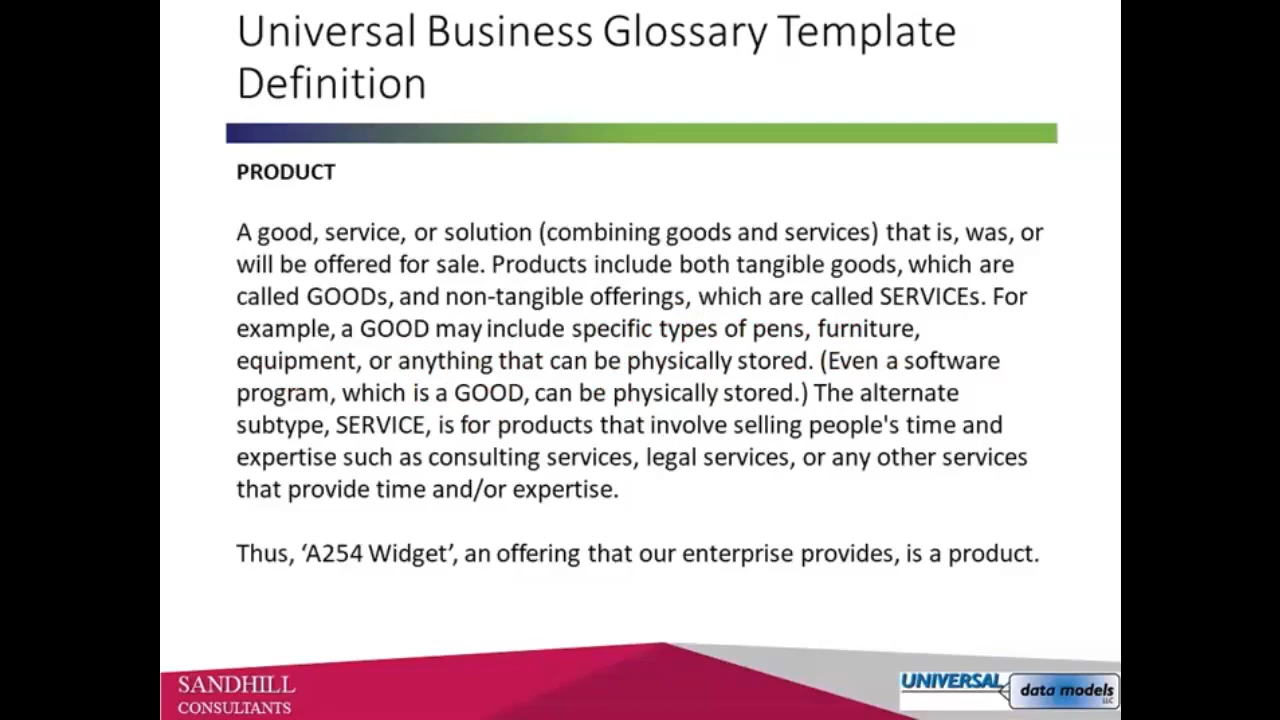 Universal Business Glossary Template
Definition
PRODUCT
A good, service, or solution (combining goods and services) that is, was, or
will be offered for sale. Products include both tangible goods, which are
called GOODs, and non-tangible offerings, which are called SERVICEs. For
example, a GOOD may include specific types of pens, furniture,
equipment, or anything that can be physically stored. (Even a software
program, which is a GOOD, can be physically stored.) The alternate
subtype, SERVICE, is for products that involve selling people's time and
expertise such as consulting services, legal services, or any other services
that provide time and/or expertise.
Thus, ‘A254 Widget’, an offering that our enterprise provides, is a product.
SANDHILL
CONSULTANTS
UNIVERSAL
data models
LLC